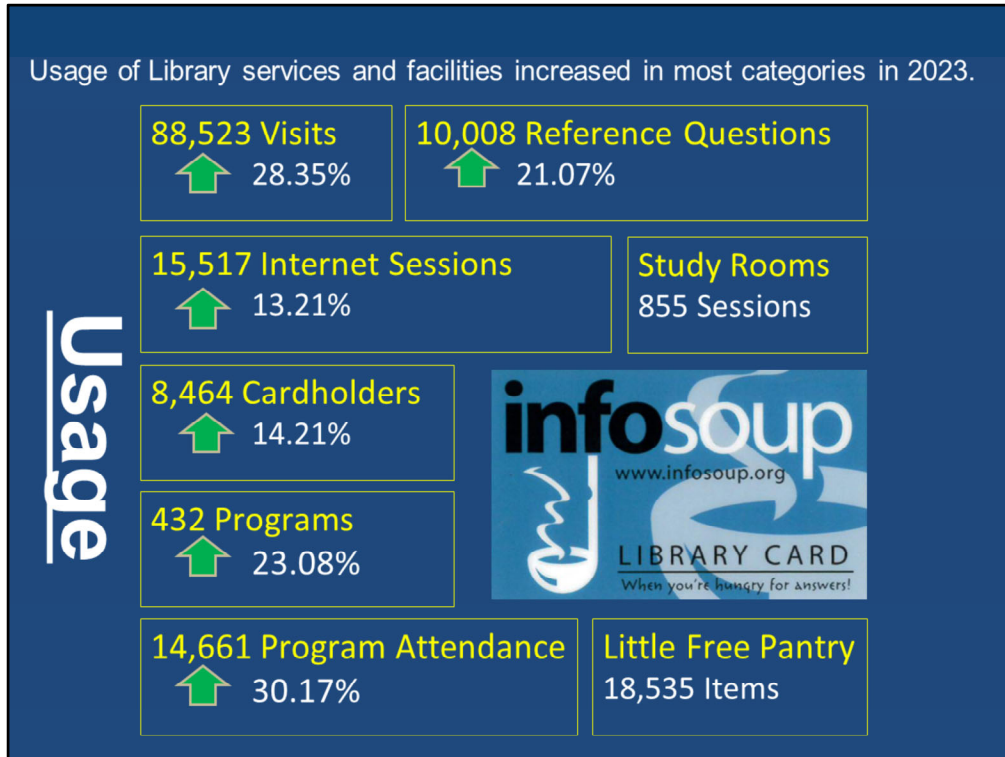 Usage of Library services and facilities increased in most categories in 2023.
Usage
88,523 Visits
28.35%
10,008 Reference Questions
21.07%
15,517 Internet Sessions
13.21%
Study Rooms
855 Sessions
8,464 Cardholders
14.21%
infosoup
www.infosoup.org
LIBRARY CARD
When you're hungry for answers!
432 Programs
23.08%
14,661 Program Attendance
30.17%
Little Free Pantry
18,535 Items